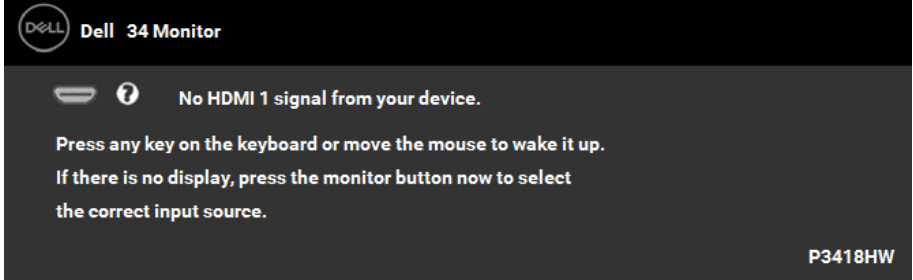 DELL
Dell 34 Monitor
No HDMI 1 signal from your device.
Press any key on the keyboard or move the mouse to wake it up.
If there is no display, press the monitor button now to select
the correct input source.
P3418HW